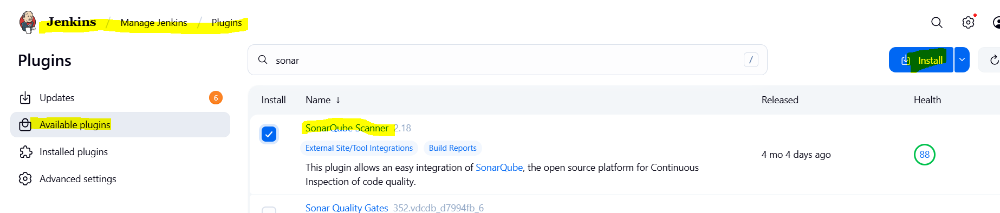 Jenkins / Manage Jenkins / Plugins
Plugins
sonar /
Install
Updates 6
Available plugins
Installed plugins
Advanced settings
Install Name ↓ Released Health
SonarQube Scanner 2.18
External Site/Tool Integrations Build Reports
This plugin allows an easy integration of SonarQube, the open source platform for Continuous
Inspection of code quality.
4 mo 4 days ago
88
Sonar Quality Gates 352.vdcdb_d7994fb_6